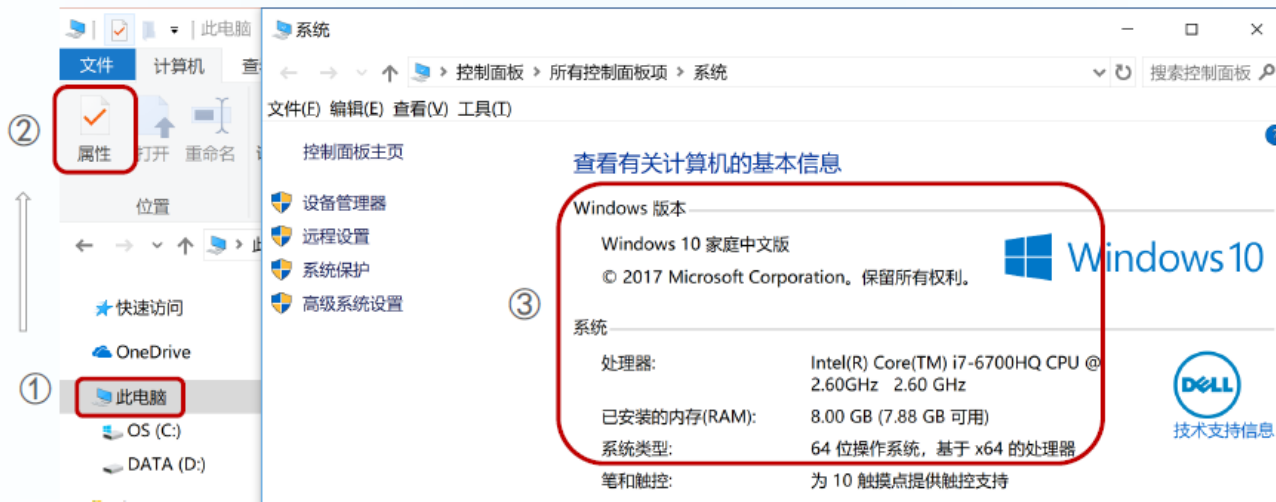 此电脑
系统
文件
计算机
查
控制面板 > 所有控制面板项 > 系统
搜索控制面板
文件(F) 编辑(E) 查看(V) 工具(T)
②
属性
打开
重命名
控制面板主页
查看有关计算机的基本信息
位置
设备管理器
Windows 版本
远程设置
Windows 10 家庭中文版
Windows 10
系统保护
© 2017 Microsoft Corporation。保留所有权利。
高级系统设置
③
快速访问
系统
OneDrive
处理器:
Intel(R) Core(TM) i7-6700HQ CPU @
2.60GHz 2.60 GHz
DELL
①
此电脑
已安装的内存(RAM):
8.00 GB (7.88 GB 可用)
OS (C:)
技术支持信息
系统类型:
64 位操作系统，基于 x64 的处理器
DATA (D:)
笔和触控:
为 10 触摸点提供触控支持